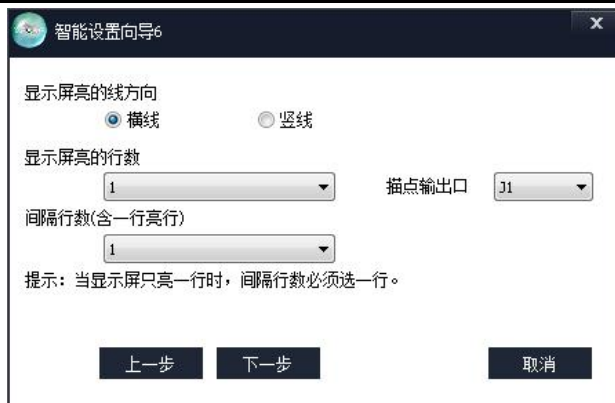 智能设置向导6
显示屏亮的线方向
横线 竖线
显示屏亮的行数
1 描点输出口 J1
间隔行数(含一行亮行)
1
提示：当显示屏只亮一行时，间隔行数必须选一行。
上一步 下一步 取消